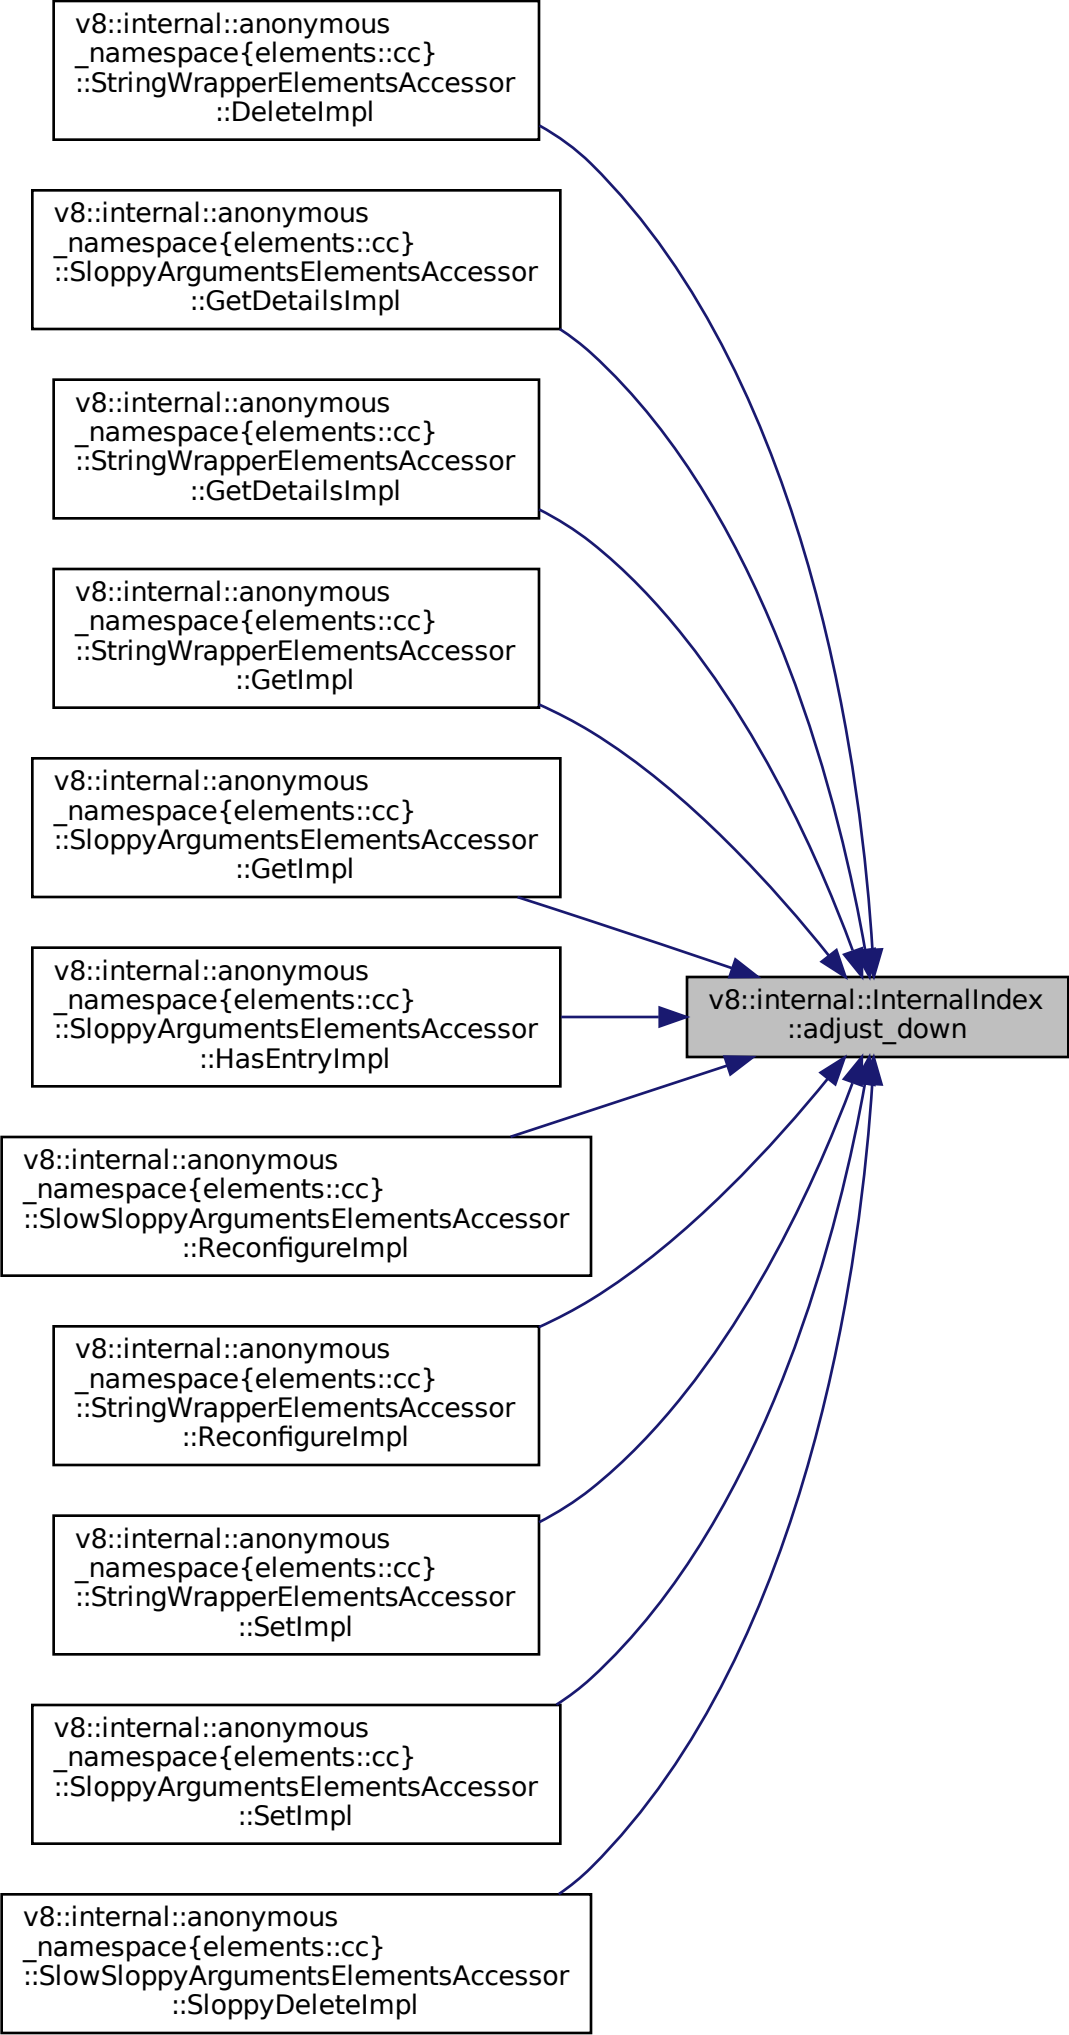 v8::internal::anonymous
_namespace{elements::cc}
::StringWrapperElementsAccessor
::DeleteImpl
v8::internal::anonymous
_namespace{elements::cc}
::SloppyArgumentsElementsAccessor
::GetDetailsImpl
v8::internal::anonymous
_namespace{elements::cc}
::StringWrapperElementsAccessor
::GetDetailsImpl
v8::internal::anonymous
_namespace{elements::cc}
::StringWrapperElementsAccessor
::GetImpl
v8::internal::anonymous
_namespace{elements::cc}
::SloppyArgumentsElementsAccessor
::GetImpl
v8::internal::anonymous
_namespace{elements::cc}
::SloppyArgumentsElementsAccessor
::HasEntryImpl
v8::internal::InternalIndex
::adjust_down
v8::internal::anonymous
_namespace{elements::cc}
::SlowSloppyArgumentsElementsAccessor
::ReconfigureImpl
v8::internal::anonymous
_namespace{elements::cc}
::StringWrapperElementsAccessor
::ReconfigureImpl
v8::internal::anonymous
_namespace{elements::cc}
::StringWrapperElementsAccessor
::SetImpl
v8::internal::anonymous
_namespace{elements::cc}
::SloppyArgumentsElementsAccessor
::SetImpl
v8::internal::anonymous
_namespace{elements::cc}
::SlowSloppyArgumentsElementsAccessor
::SloppyDeleteImpl